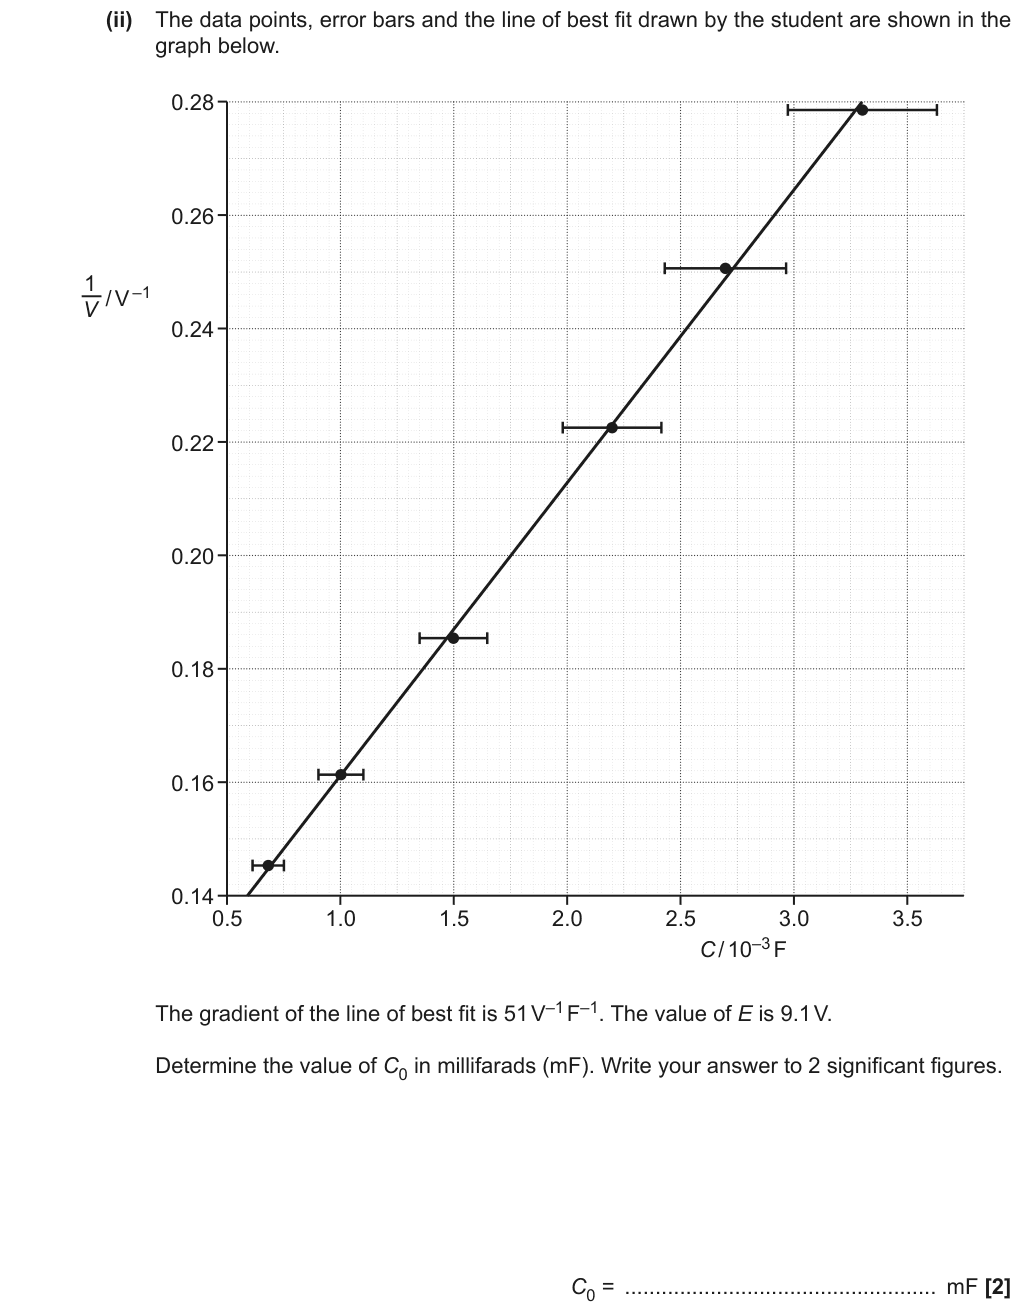 (ii) The data points, error bars and the line of best fit drawn by the student are shown in the
graph below.
0.28
0.26
1/V /V⁻¹
0.24
0.22
0.20
0.18
0.16
0.14
0.5 1.0 1.5 2.0 2.5 3.0 3.5
C/10⁻³F
The gradient of the line of best fit is 51V⁻¹F⁻¹. The value of E is 9.1V.
Determine the value of C₀ in millifarads (mF). Write your answer to 2 significant figures.
C₀ = .................................................. mF [2]